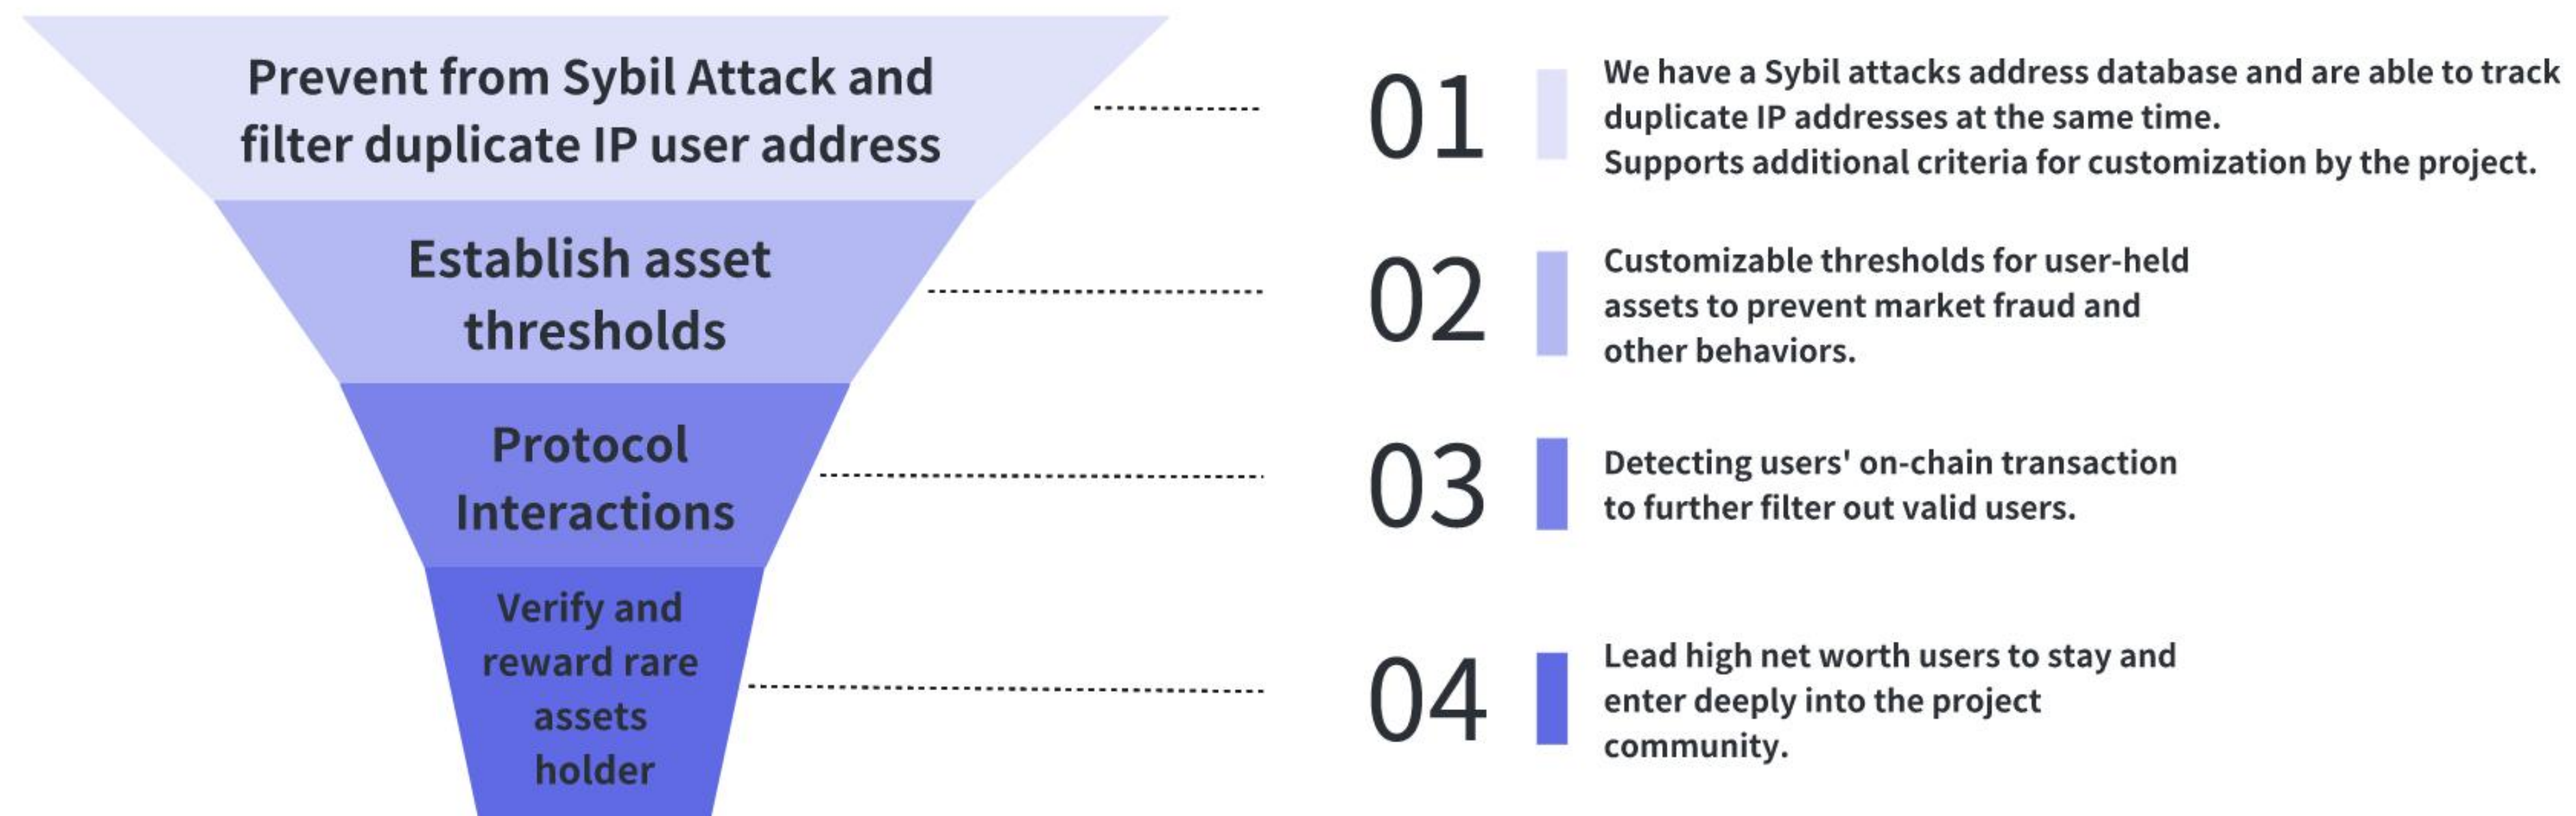 Prevent from Sybil Attack and
filter duplicate IP user address
01
We have a Sybil attacks address database and are able to track
duplicate IP addresses at the same time.
Supports additional criteria for customization by the project.
Establish asset
thresholds
02
Customizable thresholds for user-held
assets to prevent market fraud and
other behaviors.
Protocol
Interactions
03
Detecting users' on-chain transaction
to further filter out valid users.
Verify and
reward rare
assets
holder
04
Lead high net worth users to stay and
enter deeply into the project
community.